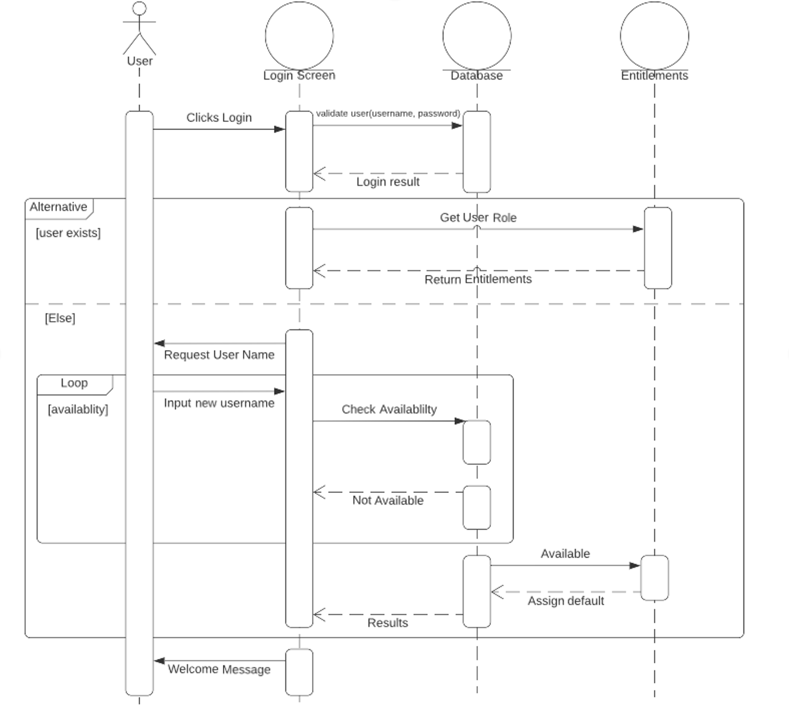 User
Login Screen
Database
Entitlements
Clicks Login
validate user(username, password)
Login result
Alternative
[user exists]
Get User Role
Return Entitlements
[Else]
Request User Name
Loop
[availablity]
Input new username
Check Availablilty
Not Available
Available
Assign default
Results
Welcome Message